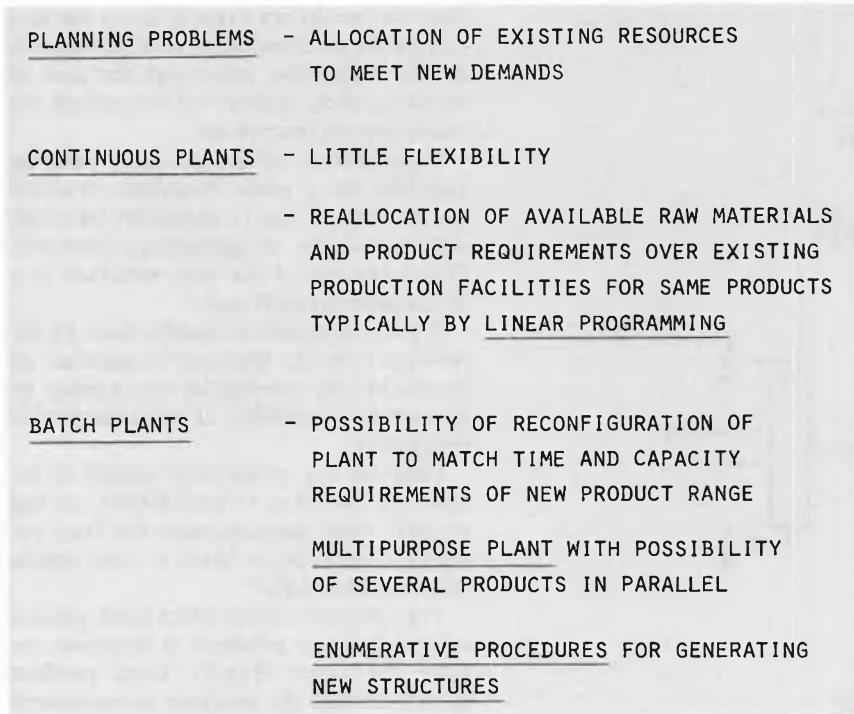 PLANNING PROBLEMS - ALLOCATION OF EXISTING RESOURCES
TO MEET NEW DEMANDS
CONTINUOUS PLANTS - LITTLE FLEXIBILITY
- REALLOCATION OF AVAILABLE RAW MATERIALS
AND PRODUCT REQUIREMENTS OVER EXISTING
PRODUCTION FACILITIES FOR SAME PRODUCTS
TYPICALLY BY LINEAR PROGRAMMING
BATCH PLANTS - POSSIBILITY OF RECONFIGURATION OF
PLANT TO MATCH TIME AND CAPACITY
REQUIREMENTS OF NEW PRODUCT RANGE
MULTIPURPOSE PLANT WITH POSSIBILITY
OF SEVERAL PRODUCTS IN PARALLEL
ENUMERATIVE PROCEDURES FOR GENERATING
NEW STRUCTURES